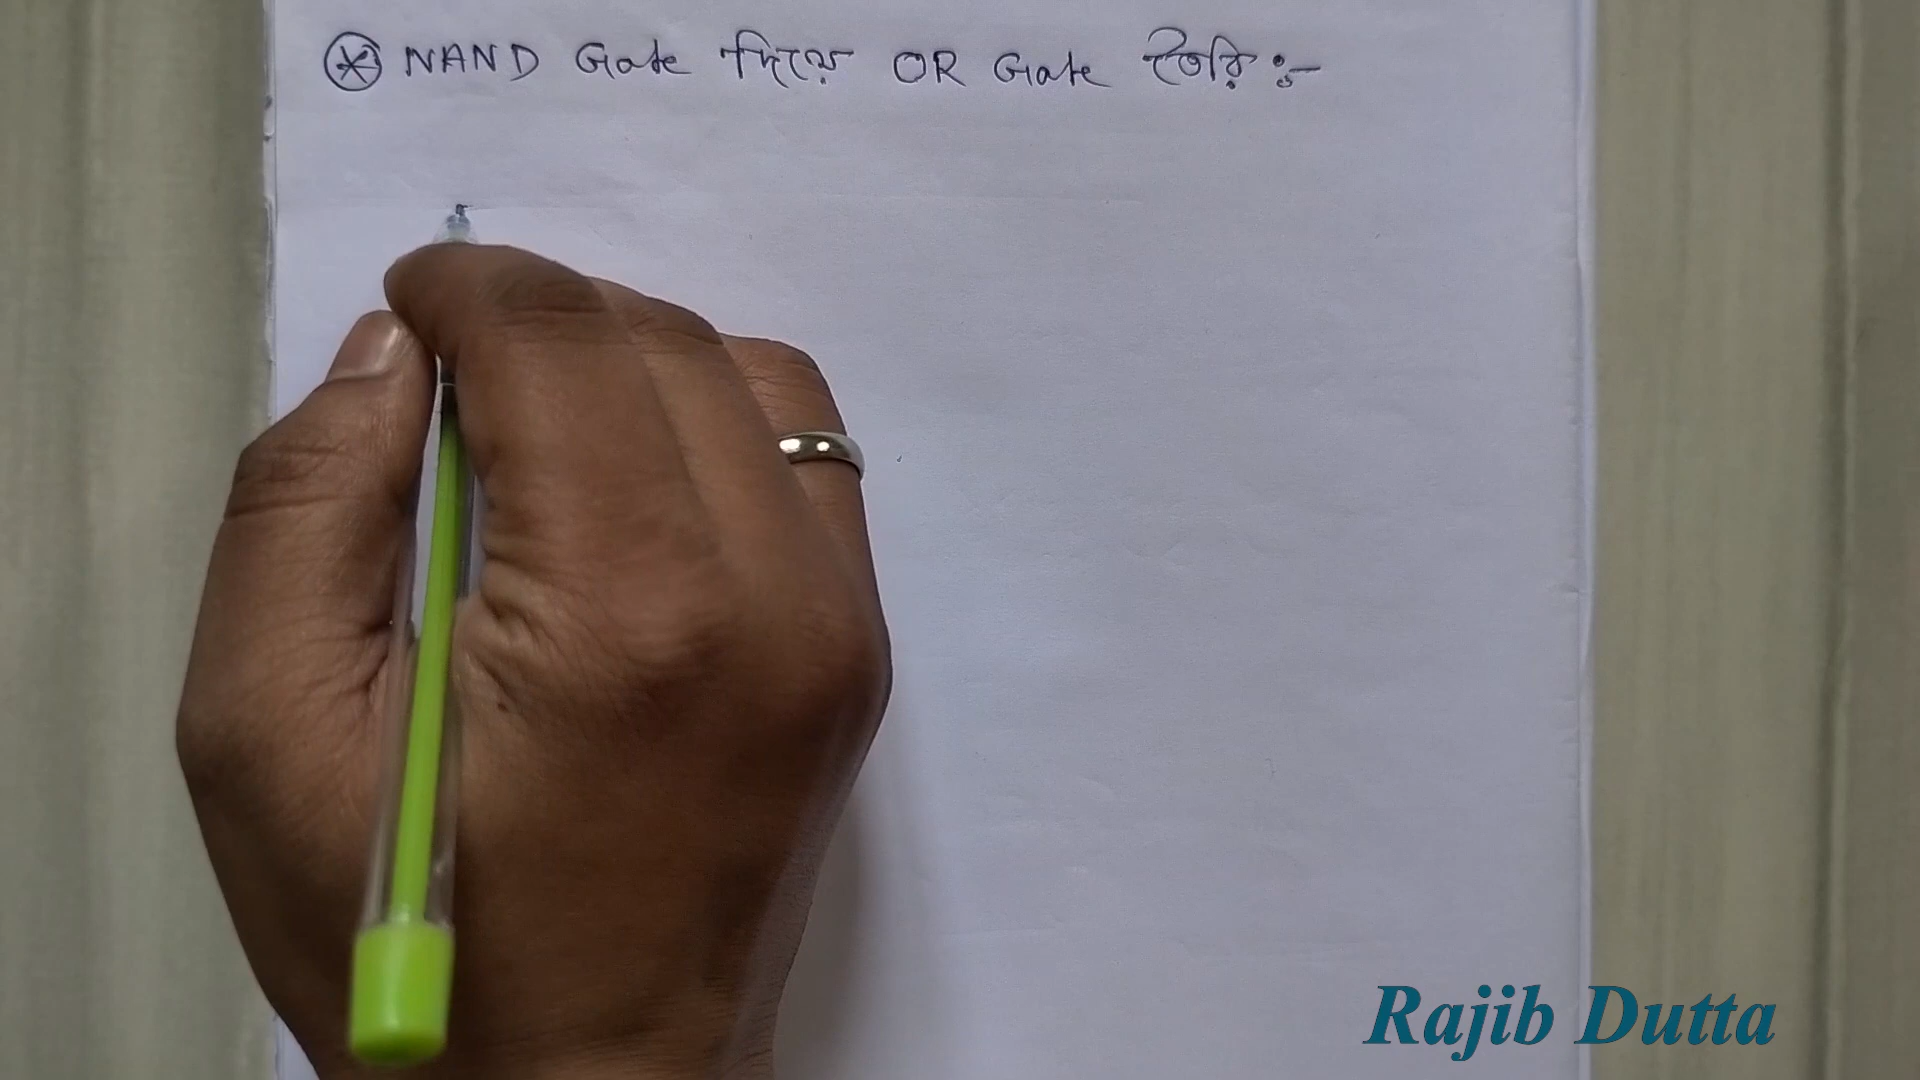 ⊛ NAND Gate দিয়ে OR Gate তৈরি :-
Rajib Dutta